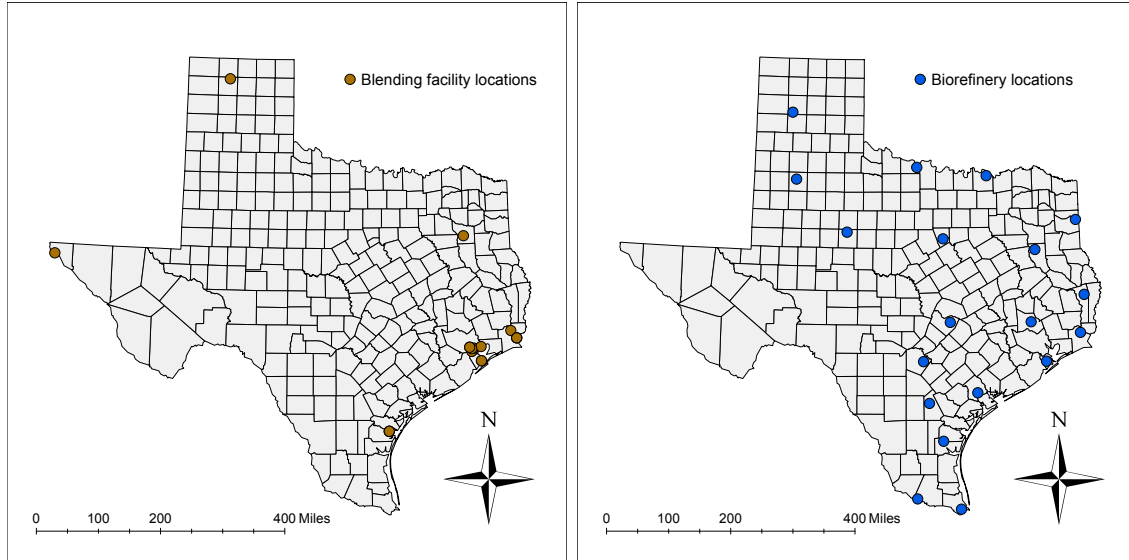 Blending facility locations
N
0 100 200 400 Miles
Biorefinery locations
N
0 100 200 400 Miles